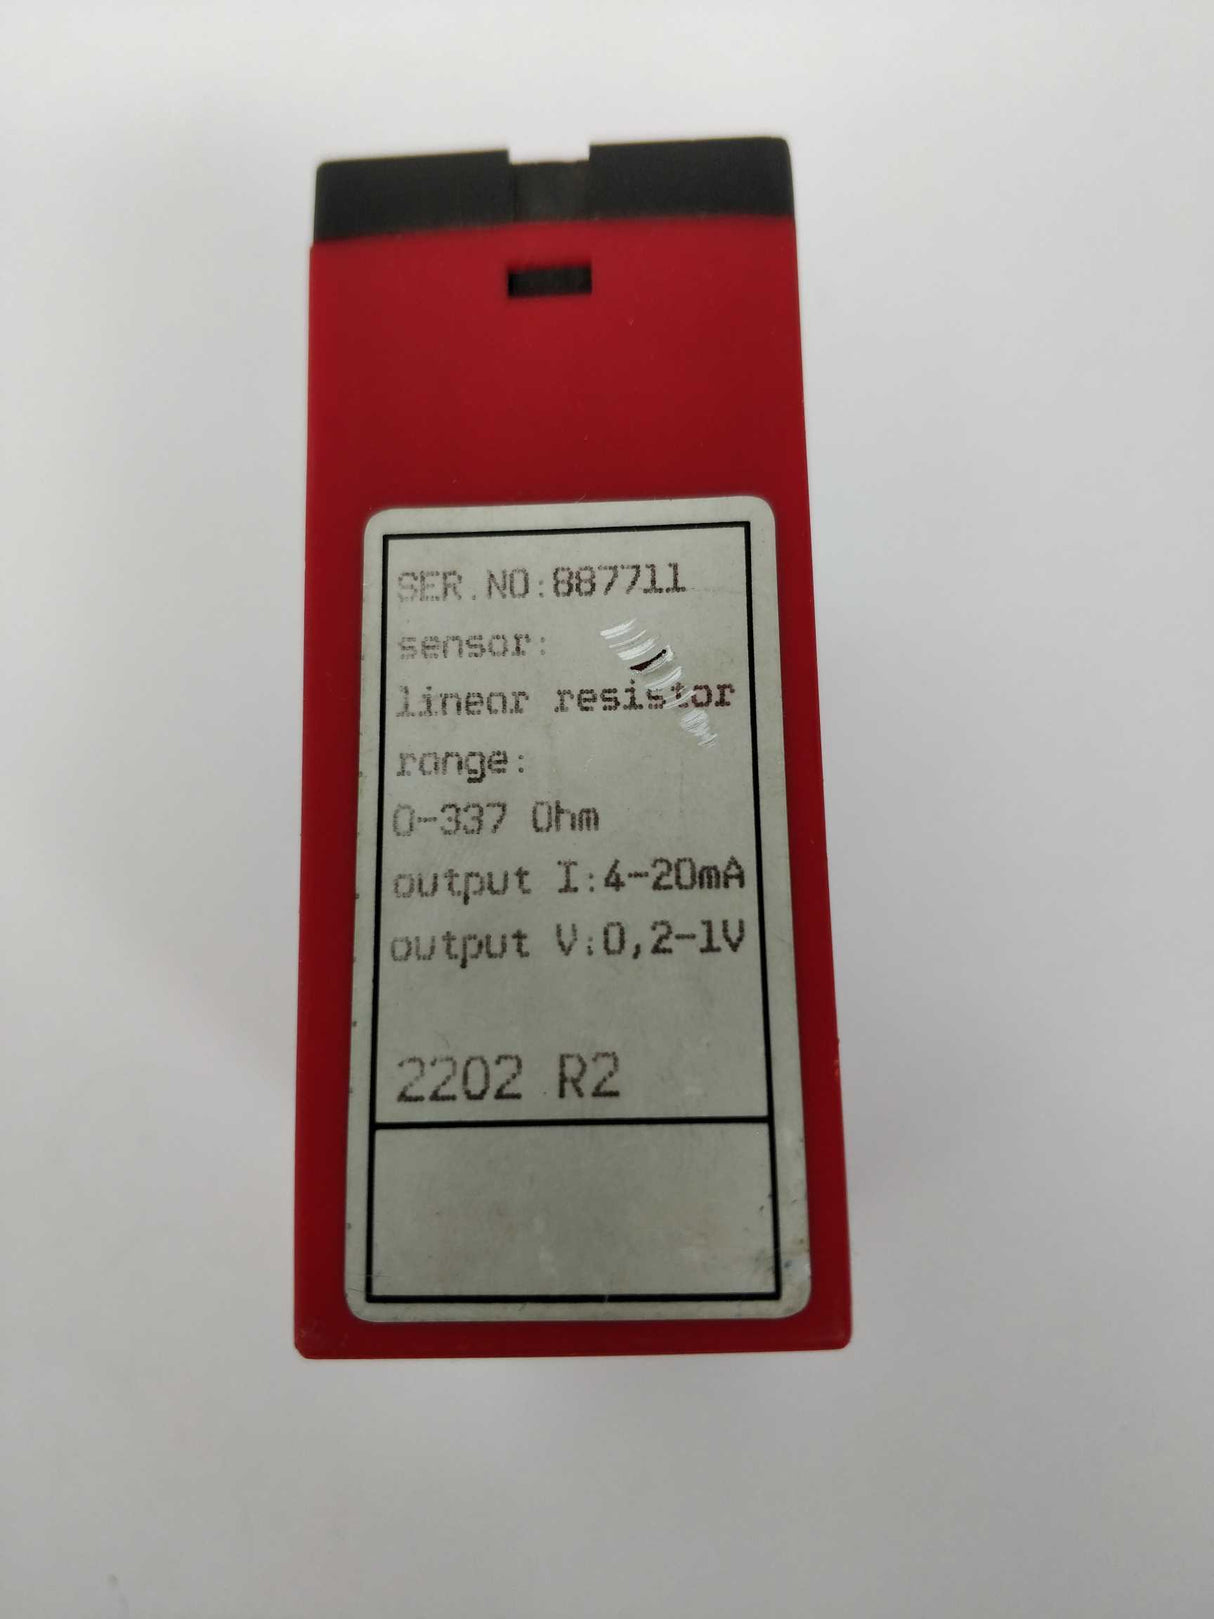 SER.NO:887711
sensor:
linear resistor
range:
0-337 Ohm
output I:4-20mA
output V:0,2-1V
2202 R2